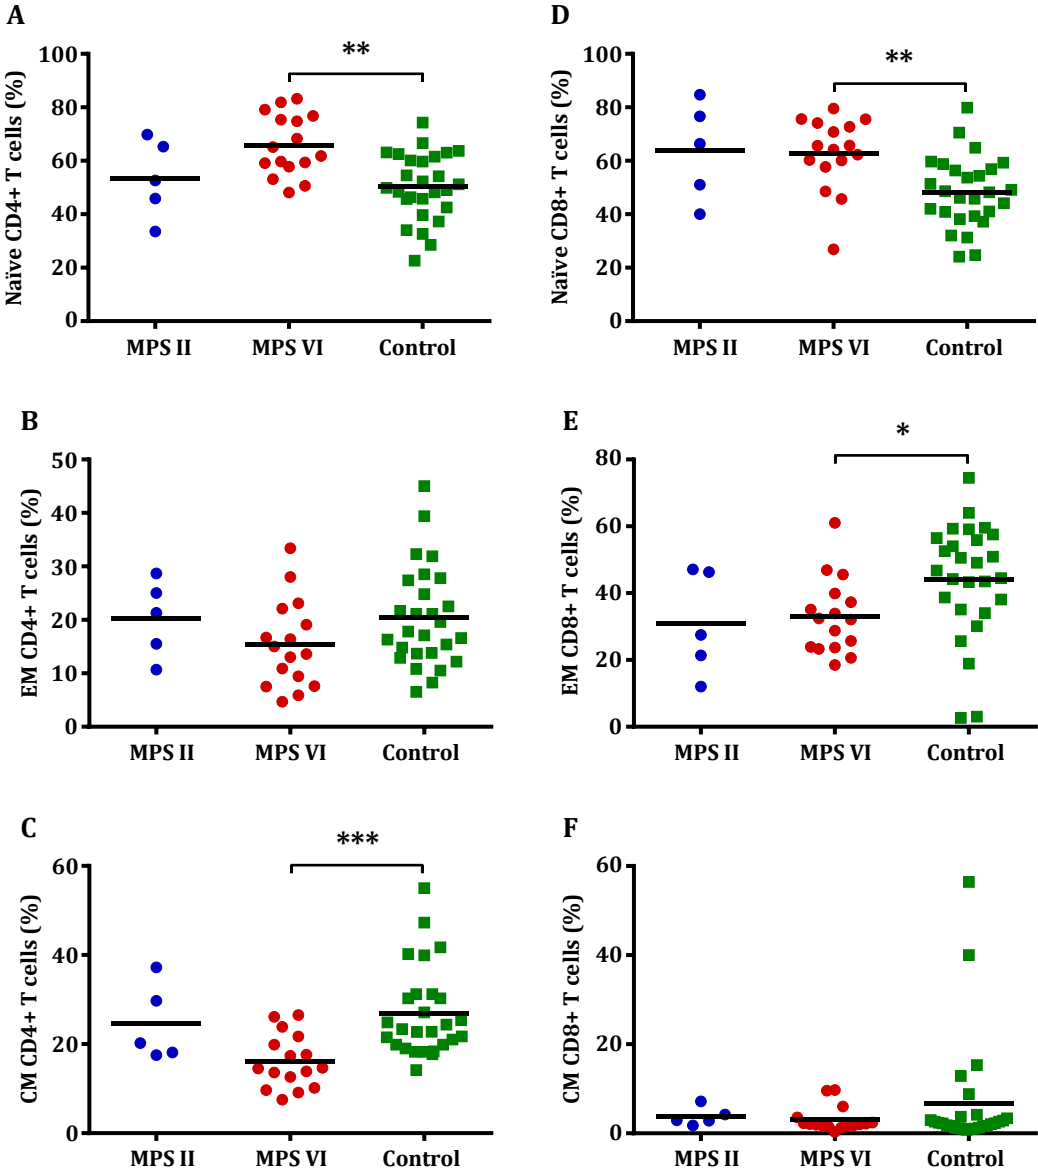 A
Naïve CD4+ T cells (%)
100
80
60
40
20
0
**
MPS II MPS VI Control
D
Naïve CD8+ T cells (%)
100
80
60
40
20
0
**
MPS II MPS VI Control
B
EM CD4+ T cells (%)
50
40
30
20
10
0
MPS II MPS VI Control
E
EM CD8+ T cells (%)
80
60
40
20
0
*
MPS II MPS VI Control
C
CM CD4+ T cells (%)
60
40
20
0
***
MPS II MPS VI Control
F
CM CD8+ T cells (%)
60
40
20
0
MPS II MPS VI Control